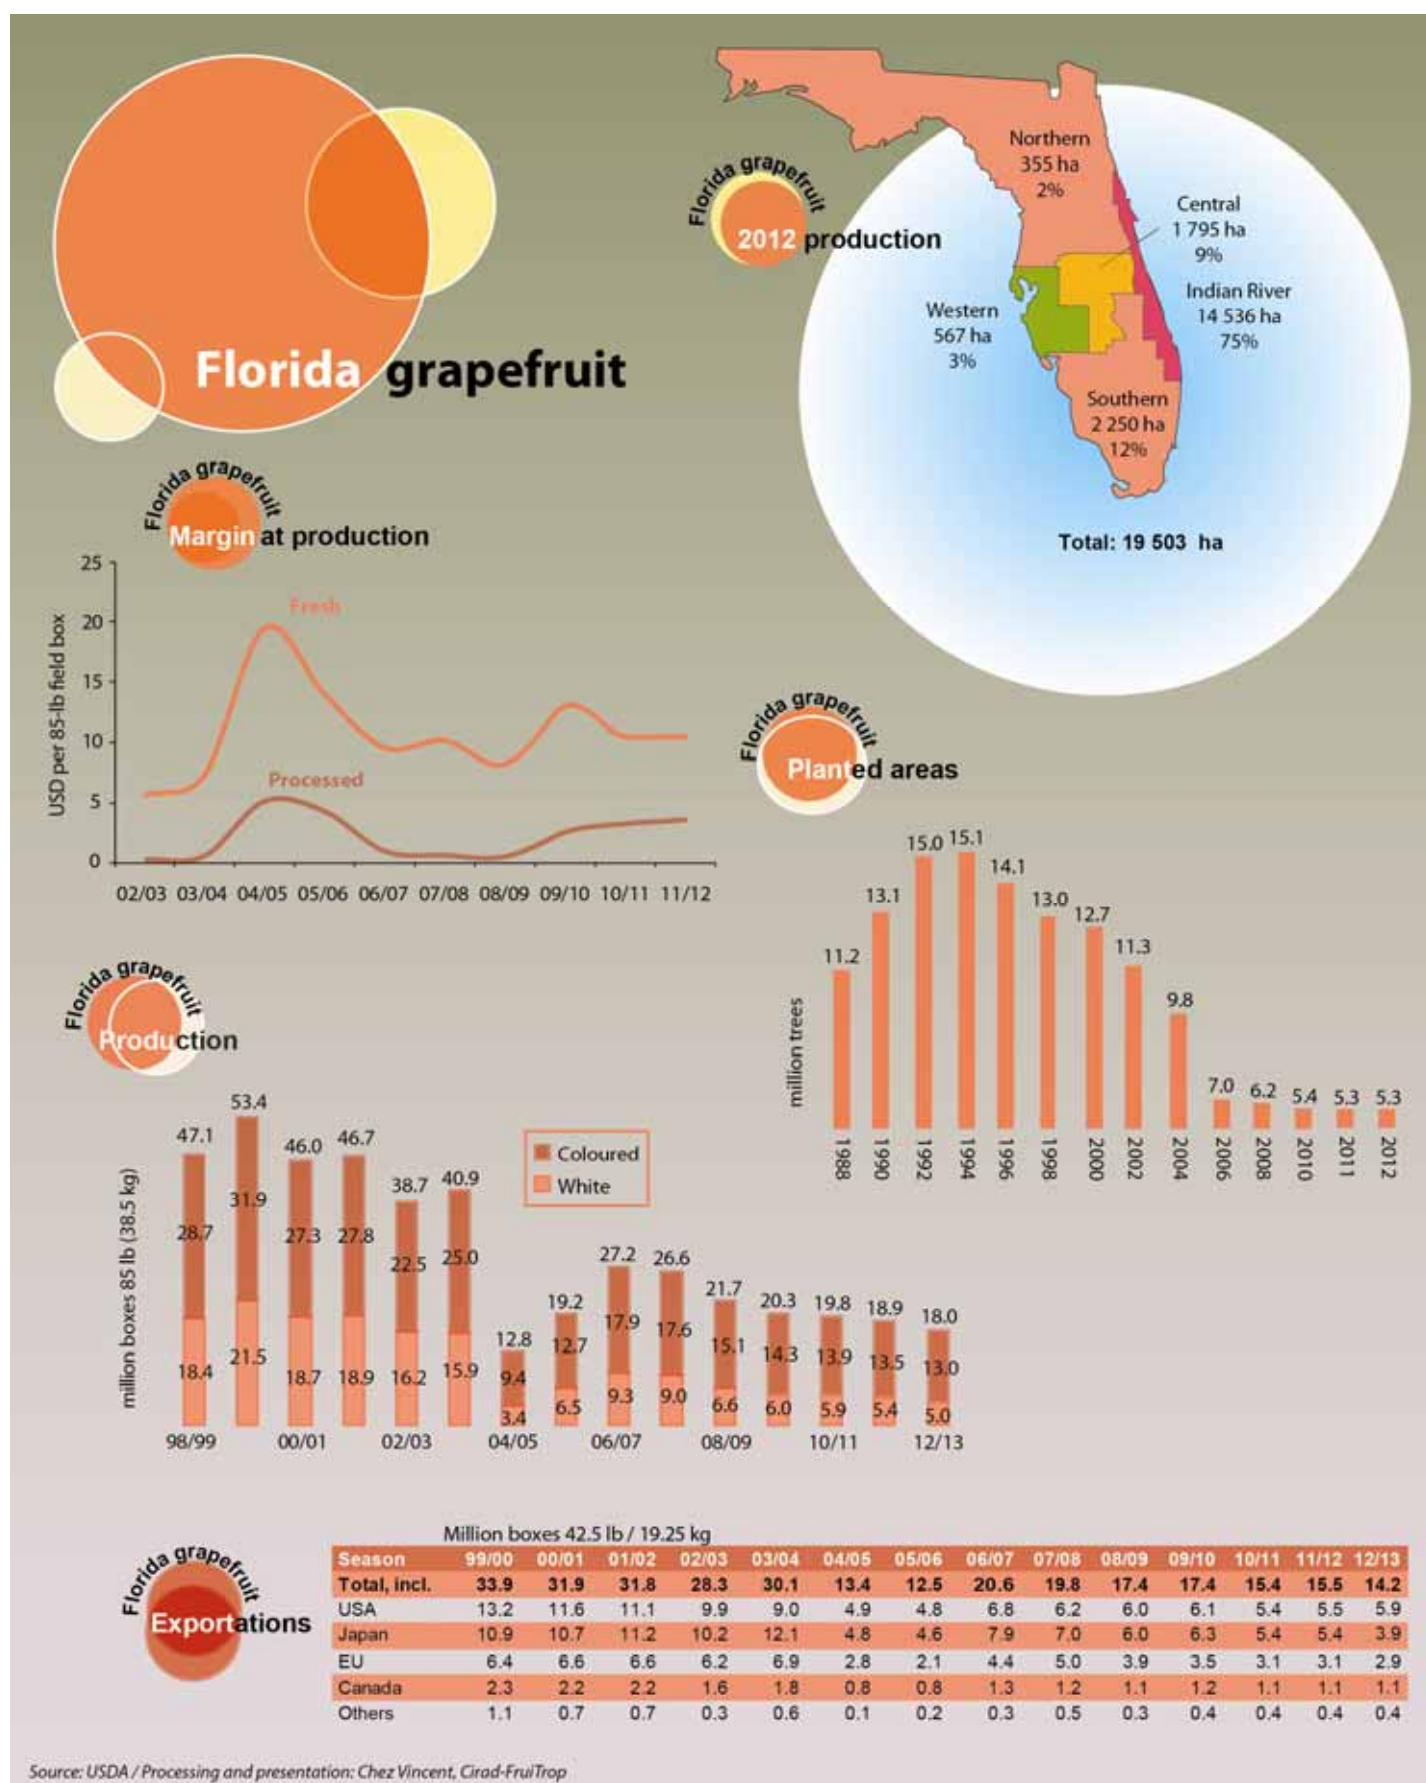 Florida grapefruit
Florida grapefruit
2012 production
Northern
355 ha
2%
Central
1 795 ha
9%
Indian River
14 536 ha
75%
Western
567 ha
3%
Southern
2 250 ha
12%
Total: 19 503 ha
Florida grapefruit
Margin at production
USD per 85-lb field box
25
20
15
10
5
0
Fresh
Processed
02/03 03/04 04/05 05/06 06/07 07/08 08/09 09/10 10/11 11/12
Florida grapefruit
Planted areas
million trees
11.2 13.1 15.0 15.1 14.1 13.0 12.7 11.3 9.8 7.0 6.2 5.4 5.3 5.3
1988 1990 1992 1994 1996 1998 2000 2002 2004 2006 2008 2010 2011 2012
Florida grapefruit
Production
million boxes 85 lb (38.5 kg)
Coloured
White
47.1 53.4 46.0 46.7 38.7 40.9 12.8 19.2 27.2 26.6 21.7 20.3 19.8 18.9 18.0
28.7 31.9 27.3 27.8 22.5 25.0 9.4 12.7 17.9 17.6 15.1 14.3 13.9 13.5 13.0
18.4 21.5 18.7 18.9 16.2 15.9 3.4 6.5 9.3 9.0 6.6 6.0 5.9 5.4 5.0
98/99 00/01 02/03 04/05 06/07 08/09 10/11 12/13
Florida grapefruit
Exportations
Million boxes 42.5 lb / 19.25 kg
Season 99/00 00/01 01/02 02/03 03/04 04/05 05/06 06/07 07/08 08/09 09/10 10/11 11/12 12/13
Total, incl. 33.9 31.9 31.8 28.3 30.1 13.4 12.5 20.6 19.8 17.4 17.4 15.4 15.5 14.2
USA 13.2 11.6 11.1 9.9 9.0 4.9 4.8 6.8 6.2 6.0 6.1 5.4 5.5 5.9
Japan 10.9 10.7 11.2 10.2 12.1 4.8 4.6 7.9 7.0 6.0 6.3 5.4 5.4 3.9
EU 6.4 6.6 6.6 6.2 6.9 2.8 2.1 4.4 5.0 3.9 3.5 3.1 3.1 2.9
Canada 2.3 2.2 2.2 1.6 1.8 0.8 0.8 1.3 1.2 1.1 1.2 1.1 1.1 1.1
Others 1.1 0.7 0.7 0.3 0.6 0.1 0.2 0.3 0.5 0.3 0.4 0.4 0.4 0.4
Source: USDA / Processing and presentation: Chez Vincent, Cirad-FruiTrop